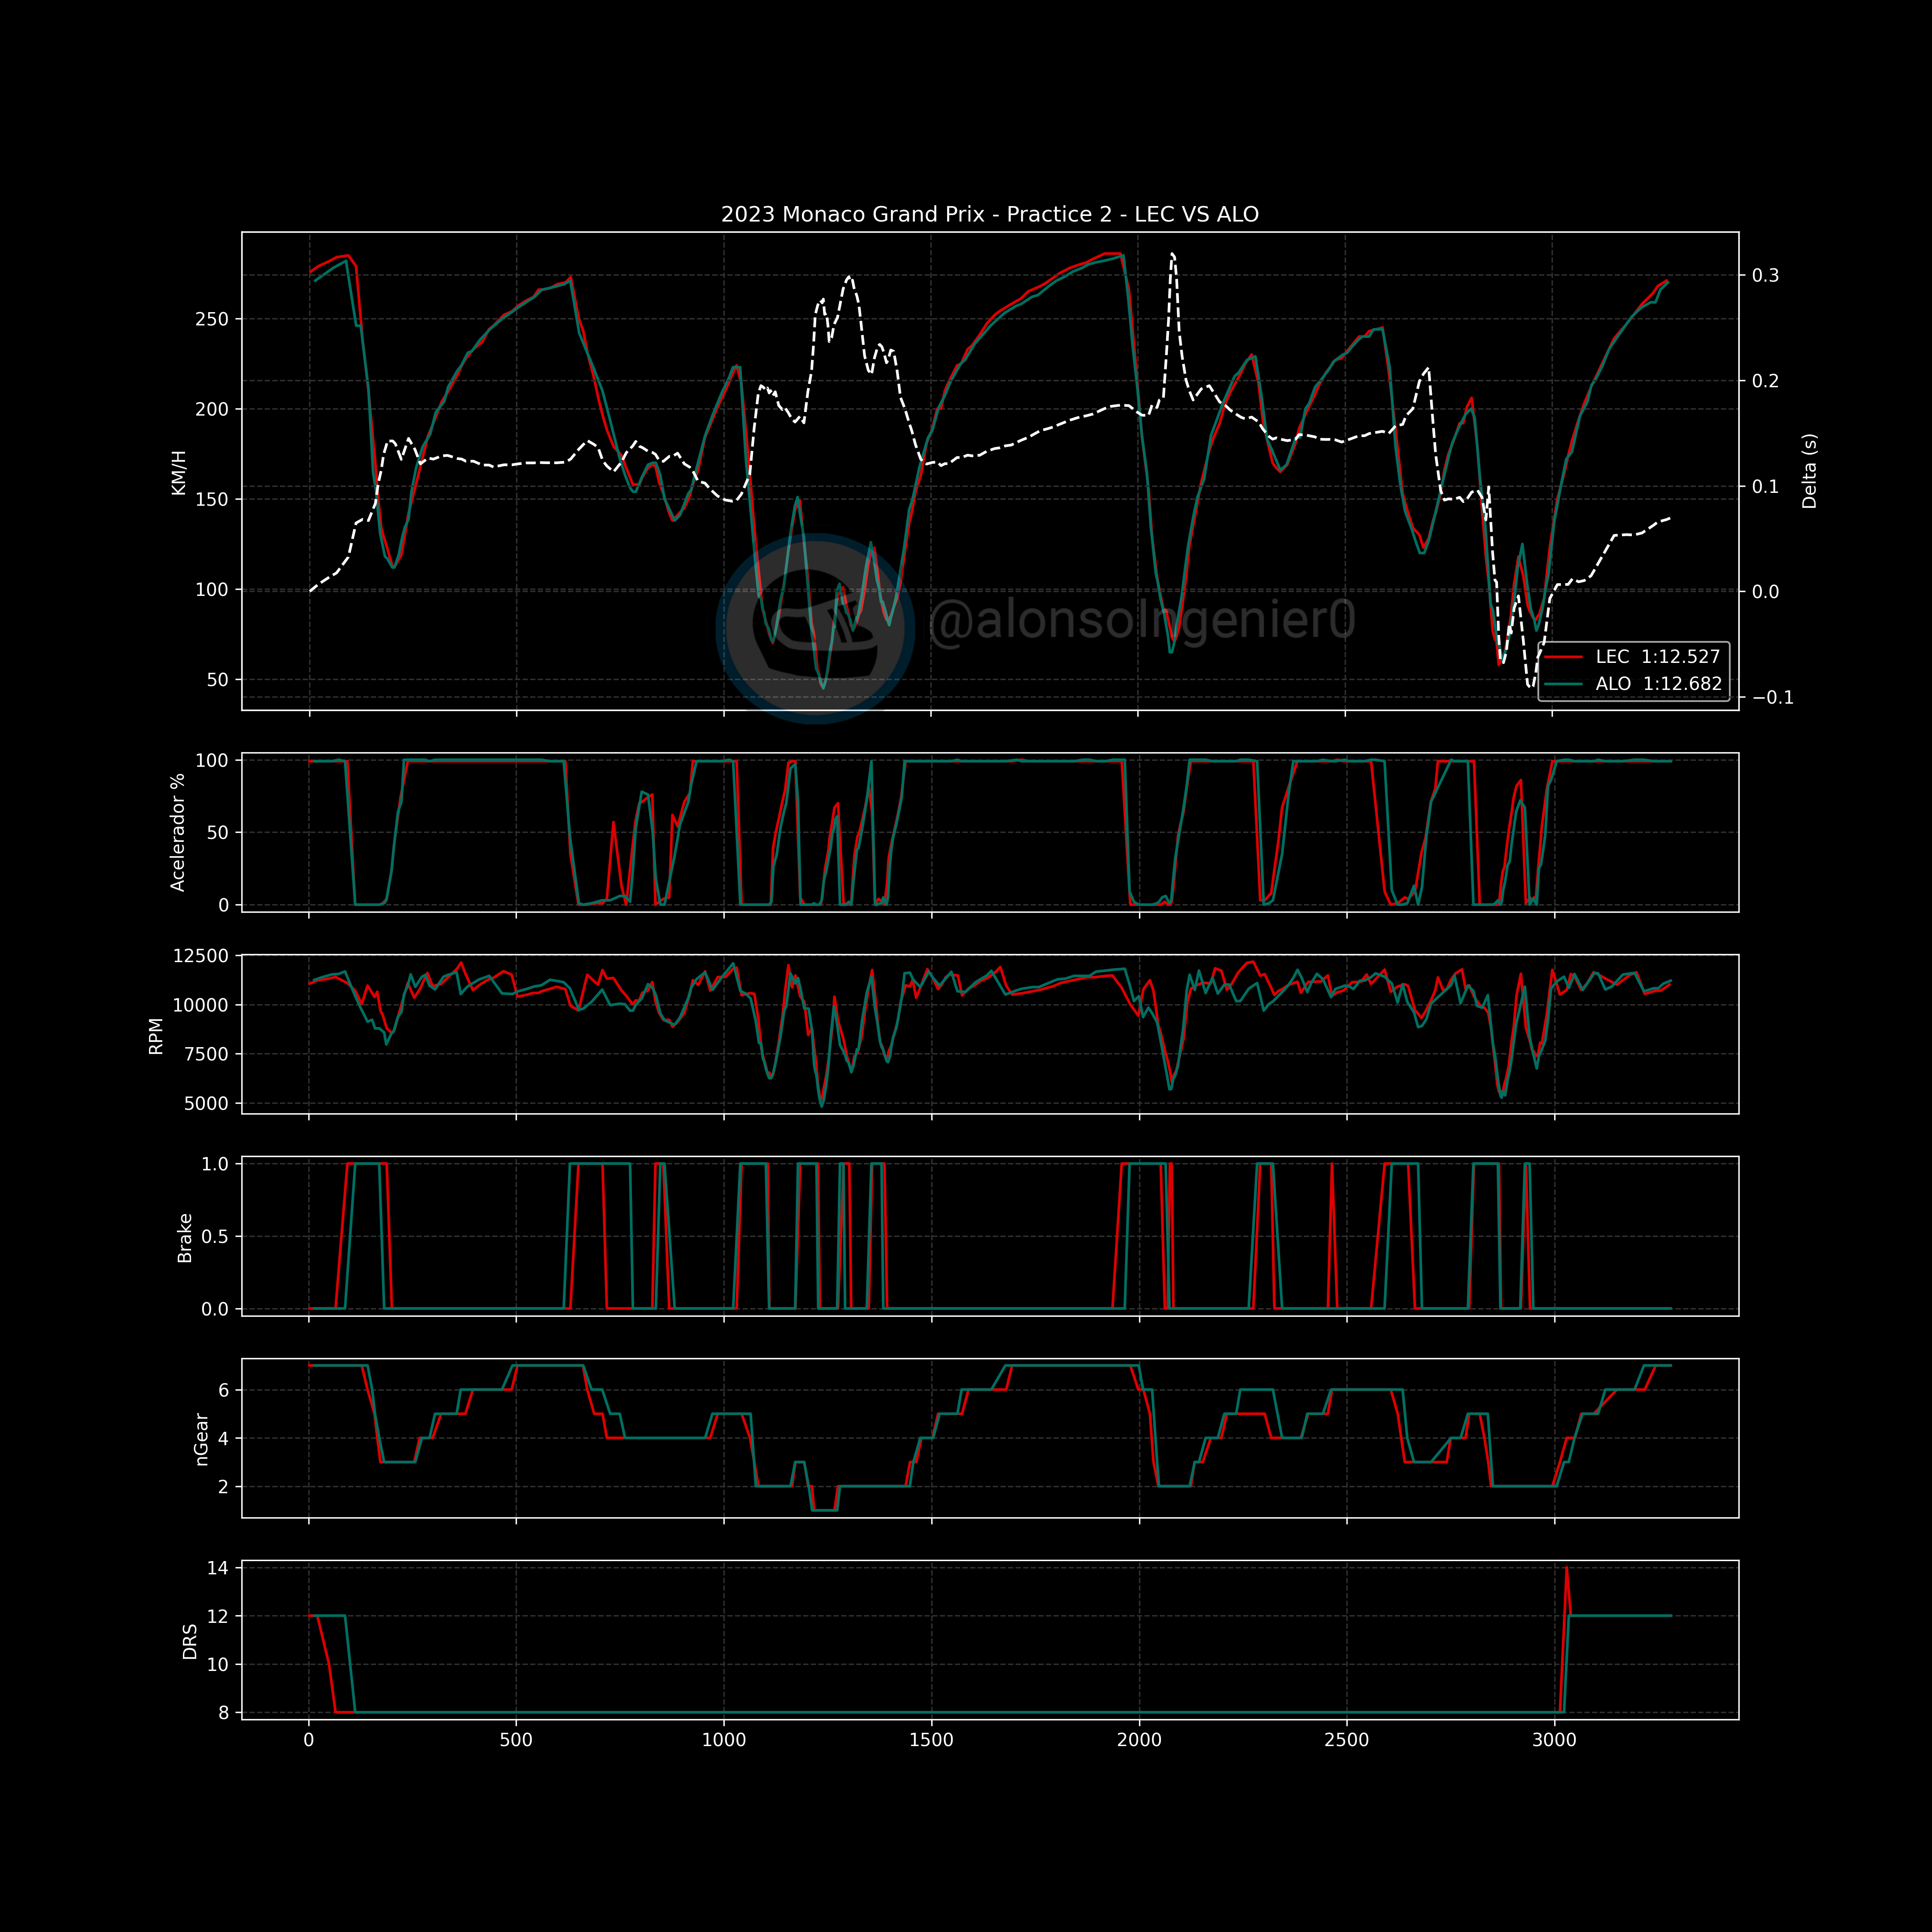 2023 Monaco Grand Prix - Practice 2 - LEC VS ALO
KM/H
250
200
150
100
50
0.3
0.2
0.1
0.0
−0.1
Delta (s)
@alonsoIngenier0
LEC 1:12.527
ALO 1:12.682
Acelerador %
100
50
0
RPM
12500
10000
7500
5000
Brake
1.0
0.5
0.0
nGear
6
4
2
DRS
14
12
10
8
0 500 1000 1500 2000 2500 3000